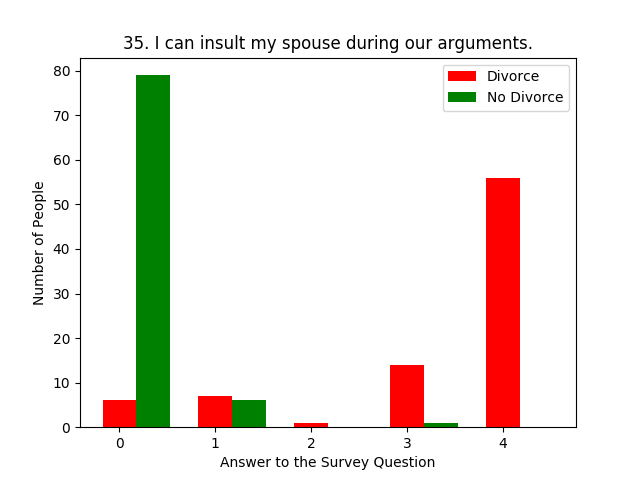 35. I can insult my spouse during our arguments.
Divorce
No Divorce
Number of People
80
70
60
50
40
30
20
10
0
0 1 2 3 4
Answer to the Survey Question